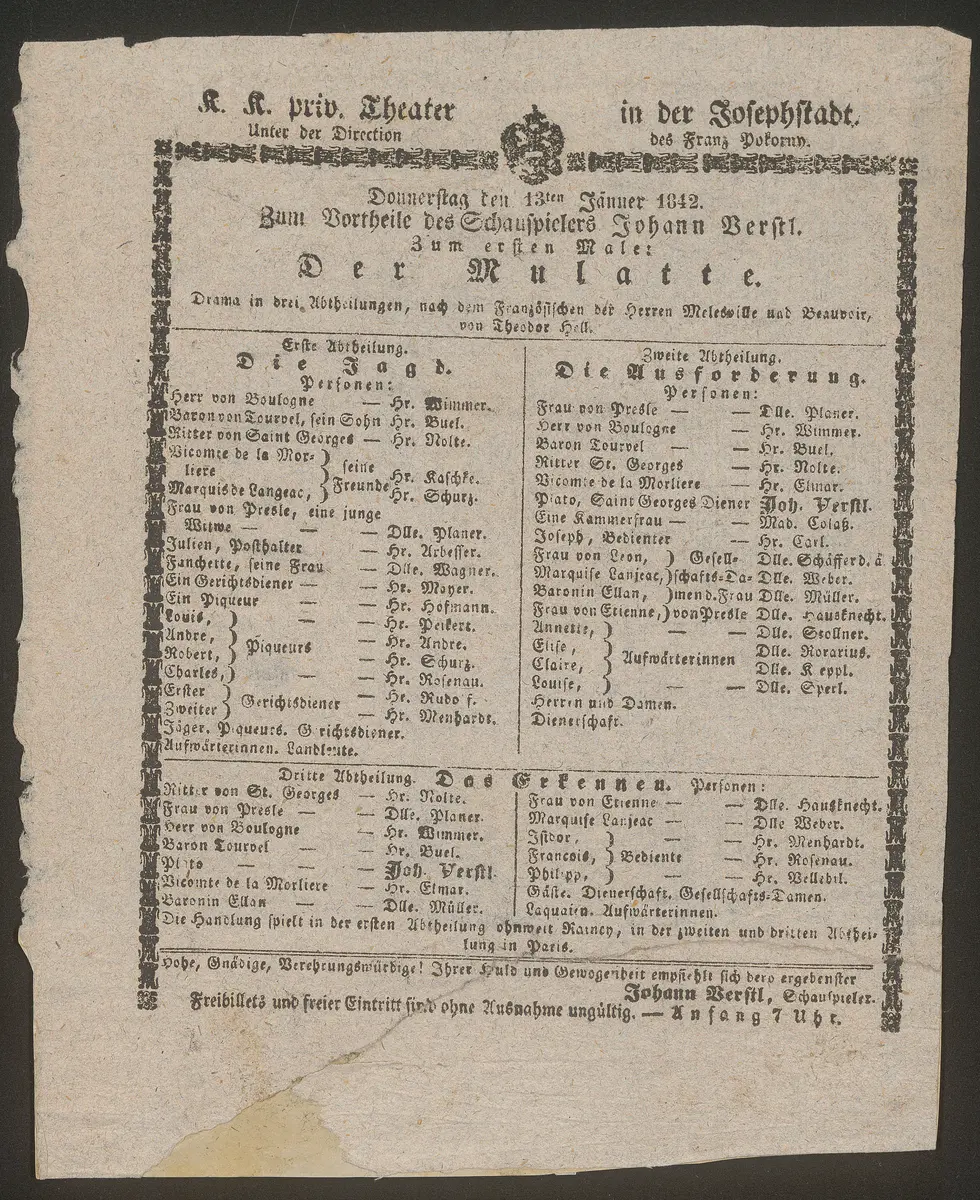 K. K. priv. Theater in der Josephstadt.
Unter der Direction des Franz Pokorny.
Donnerstag den 13ten Jänner 1842.
Zum Vortheile des Schauspielers Johann Verstl.
Zum ersten Male:
Der Mulatte.
Drama in drei Abtheilungen, nach dem Französischen der Herren Melesville und Beauvoir,
von Theodor Hell.
Erste Abtheilung.
Die Jagd.
Personen:
Herr von Boulogne — Hr. Wimmer.
Baron von Tourvel, sein Sohn Hr. Buel.
Ritter von Saint Georges — Hr. Nolte.
Vicomte de la Mor-
liere } seine Hr. Kaschke.
Marquis de Langeac, } Freunde Hr. Schurz.
Frau von Presle, eine junge
Witwe — — Dlle. Planer.
Julien, Posthalter — Hr. Arbesser.
Fanchette, seine Frau — Dlle. Wagner.
Ein Gerichtsdiener — — Hr. Mayer.
Ein Piqueur — — Hr. Hofmann.
Louis, } — — Hr. Peikert.
Andre, } Hr. Andre.
Robert, } Piqueurs — Hr. Schurz.
Charles, } — — Hr. Rosenau.
Erster } — Hr. Rudolf.
Zweiter } Gerichtsdiener — Hr. Menhardt.
Jäger. Piqueurs. Gerichtsdiener.
Aufwärterinnen. Landleute.
Zweite Abtheilung.
Die Ausforderung.
Personen:
Frau von Presle — — Dlle. Planer.
Herr von Boulogne — Hr. Wimmer.
Baron Tourvel — — Hr. Buel.
Ritter St. Georges — Hr. Nolte.
Vicomte de la Morliere — Hr. Elmar.
Plato, Saint Georges Diener Joh. Verstl.
Eine Kammerfrau — — Mad. Colaß.
Joseph, Bedienter — Hr. Carl.
Frau von Leon, ) Gesell- Dlle. Schäfferd. ä.
Marquise Lanjeac, ) schafts-Da- Dlle. Weber.
Baronin Ellan, ) men d. Frau Dlle. Müller.
Frau von Etienne, ) von Presle Dlle. Hausknecht.
Annette, } — — Dlle. Stollner.
Elise, } Dlle. Rorarius.
Claire, } Aufwärterinnen Dlle. Keppl.
Louise, } — — Dlle. Sperl.
Herren und Damen.
Dienerschaft.
Dritte Abtheilung. Das Erkennen. Personen:
Ritter von St. Georges — Hr. Nolte.
Frau von Presle — — Dlle. Planer.
Herr von Boulogne — Hr. Wimmer.
Baron Tourvel — — Hr. Buel.
Plato — — — Joh. Verstl.
Vicomte de la Morliere — Hr. Elmar.
Baronin Ellan — — Dlle. Müller.
Frau von Etienne — — Dlle. Hausknecht.
Marquise Lanjeac — — Dlle Weber.
Isidor, } — — Hr. Menhardt.
Francois, } Bediente — Hr. Rosenau.
Philipp, } — — Hr. Vellebil.
Gäste. Dienerschaft. Gesellschafts-Damen.
Laquaien. Aufwärterinnen.
Die Handlung spielt in der ersten Abtheilung ohnweit Raincy, in der zweiten und dritten Abthei-
lung in Paris.
Hohe, Gnädige, Verehrungswürdige! Ihrer Huld und Gewogenheit empfiehlt sich dero ergebenster
Johann Verstl, Schauspieler.
Freibillets und freier Eintritt sind ohne Ausnahme ungültig. — Anfang 7 Uhr.